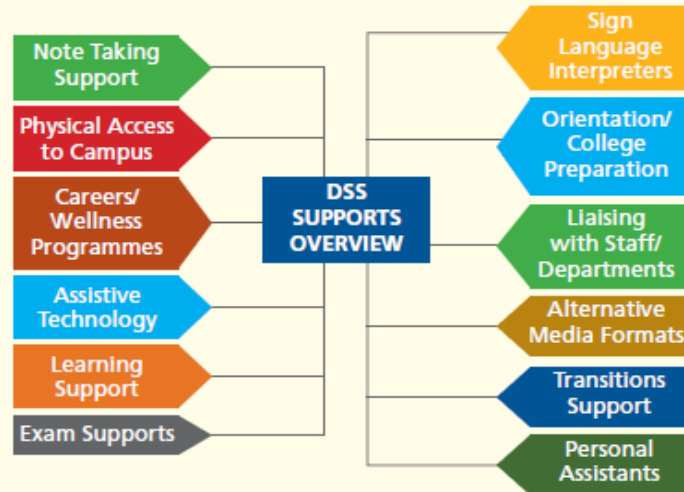 Note Taking
Support
Physical Access
to Campus
Careers/
Wellness
Programmes
Assistive
Technology
Learning
Support
Exam Supports
DSS
SUPPORTS
OVERVIEW
Sign
Language
Interpreters
Orientation/
College
Preparation
Liaising
with Staff/
Departments
Alternative
Media Formats
Transitions
Support
Personal
Assistants